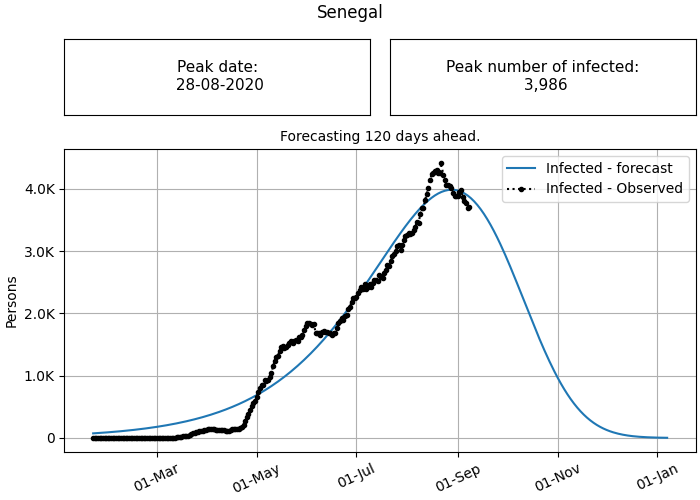 Senegal
Peak date:
28-08-2020
Peak number of infected:
3,986
Forecasting 120 days ahead.
Infected - forecast
Infected - Observed
Persons
4.0K
3.0K
2.0K
1.0K
0
01-Mar
01-May
01-Jul
01-Sep
01-Nov
01-Jan